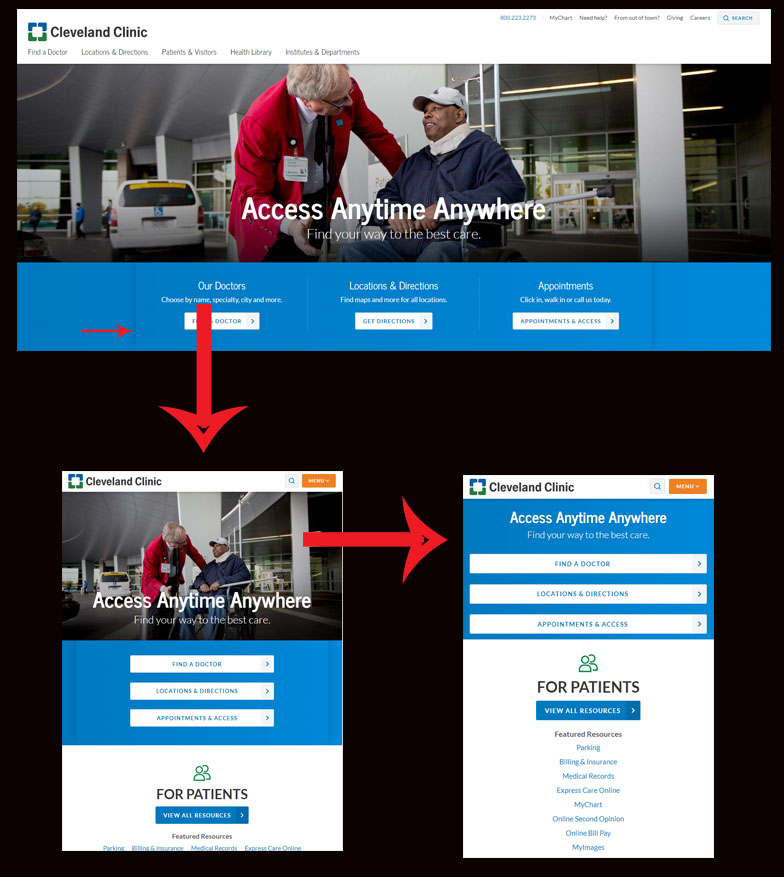 800.223.2273 MyChart Need help? From out of town? Giving Careers SEARCH
Cleveland Clinic
Find a Doctor Locations & Directions Patients & Visitors Health Library Institutes & Departments
Access Anytime Anywhere
Find your way to the best care.
Our Doctors Locations & Directions Appointments
Choose by name, specialty, city and more. Find maps and more for all locations. Click in, walk in or call us today.
DOCTOR GET DIRECTIONS APPOINTMENTS & ACCESS
Cleveland Clinic MENU
Access Anytime Anywhere
Find your way to the best care.
FIND A DOCTOR
LOCATIONS & DIRECTIONS
APPOINTMENTS & ACCESS
FOR PATIENTS
VIEW ALL RESOURCES
Featured Resources
Parking Billing & Insurance Medical Records Express Care Online
Cleveland Clinic MENU
Access Anytime Anywhere
Find your way to the best care.
FIND A DOCTOR
LOCATIONS & DIRECTIONS
APPOINTMENTS & ACCESS
FOR PATIENTS
VIEW ALL RESOURCES
Featured Resources
Parking
Billing & Insurance
Medical Records
Express Care Online
MyChart
Online Second Opinion
Online Bill Pay
MyImages